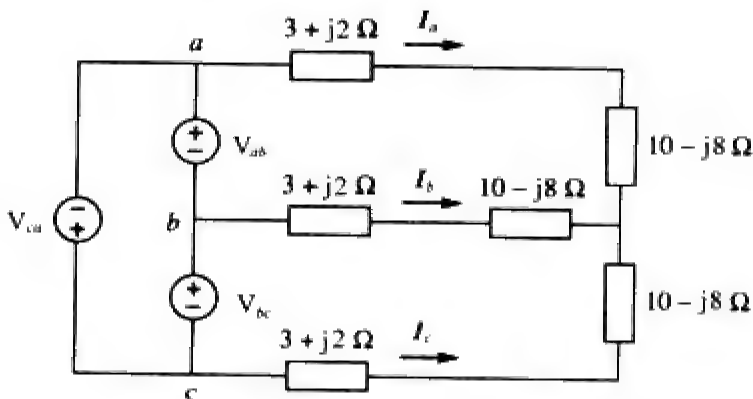 3 + j2 Ω
I_a
a
10 − j8 Ω
+
−
V_ab
3 + j2 Ω
I_b
10 − j8 Ω
−
+
V_ca
b
+
−
V_bc
10 − j8 Ω
3 + j2 Ω
I_c
c